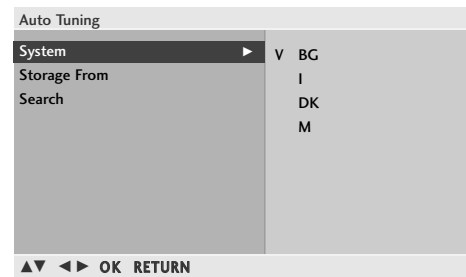 Auto Tuning
System ► V BG
Storage From I
Search DK
M
▲▼ ◄► OK RETURN